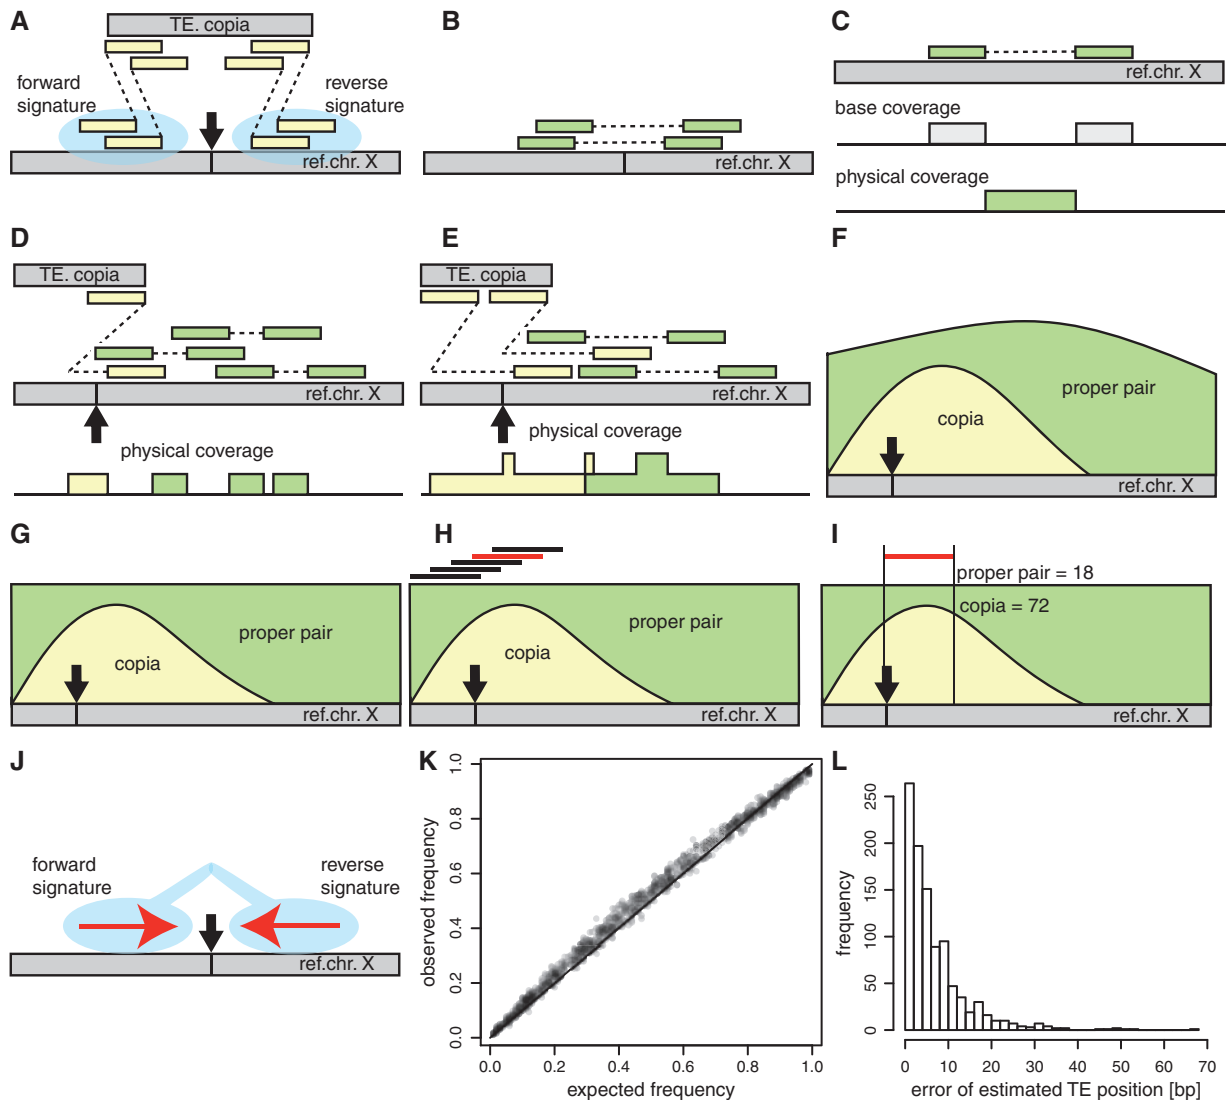 A
TE. copia
forward
signature
reverse
signature
ref.chr. X
B
ref.chr. X
C
ref.chr. X
base coverage
physical coverage
D
TE. copia
ref.chr. X
physical coverage
E
TE. copia
ref.chr. X
physical coverage
F
proper pair
copia
ref.chr. X
G
proper pair
copia
ref.chr. X
H
proper pair
copia
ref.chr. X
I
proper pair = 18
copia = 72
ref.chr. X
J
forward
signature
reverse
signature
ref.chr. X
K
observed frequency
1.0
0.8
0.6
0.4
0.2
0.0
0.0 0.2 0.4 0.6 0.8 1.0
expected frequency
L
frequency
250
200
150
100
50
0
0 10 20 30 40 50 60 70
error of estimated TE position [bp]